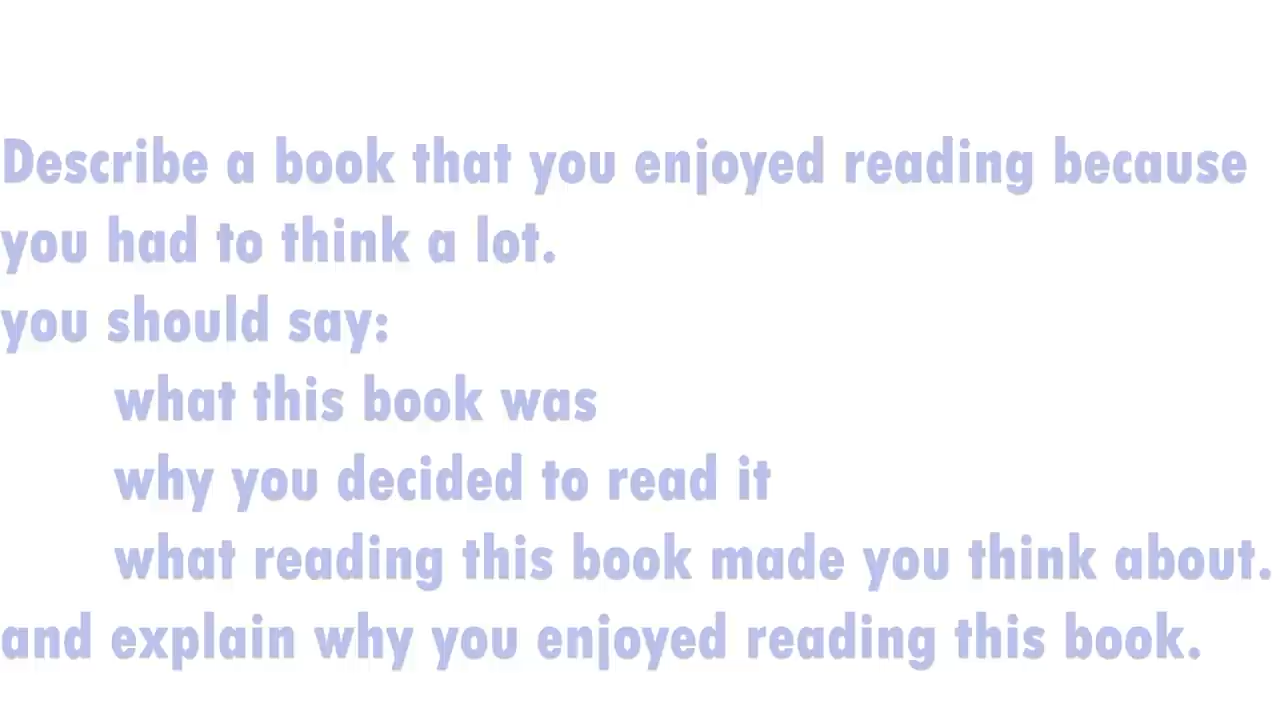 Describe a book that you enjoyed reading because
you had to think a lot.
you should say:
what this book was
why you decided to read it
what reading this book made you think about.
and explain why you enjoyed reading this book.